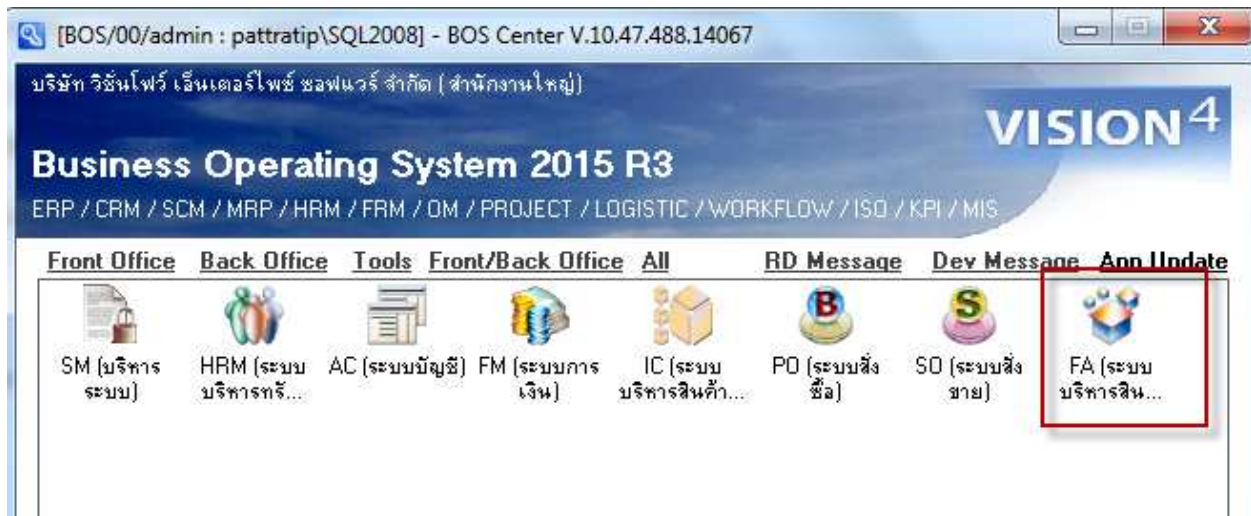 [BOS/00/admin : pattratip\SQL2008] - BOS Center V.10.47.488.14067
บริษัท วิชั่นโฟว์ เอ็นเตอร์ไพซ์ ซอฟแวร์ จำกัด (สำนักงานใหญ่)
VISION4
Business Operating System 2015 R3
ERP / CRM / SCM / MRP / HRM / FRM / OM / PROJECT / LOGISTIC / WORKFLOW / ISO / KPI / MIS
Front Office Back Office Tools Front/Back Office All RD Message Dev Message App Update
SM (บริหาร HRM (ระบบ AC (ระบบบัญชี) FM (ระบบการ IC (ระบบ PO (ระบบสั่ง SO (ระบบสั่ง FA (ระบบ
ระบบ) บริหารทรั... เงิน) บริหารสินค้า... ซื้อ) ขาย) บริหารสิน...